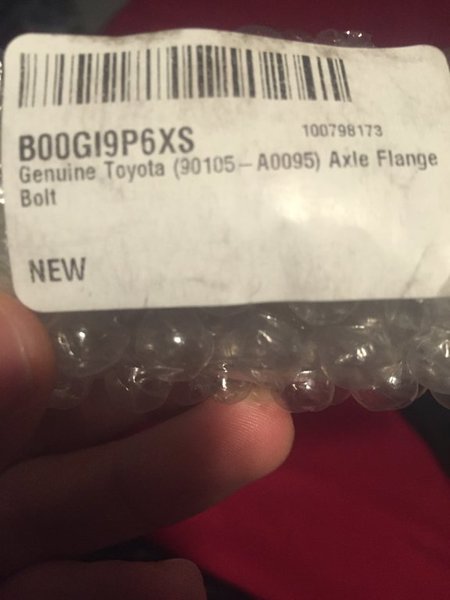 B00GI9P6XS 100798173
Genuine Toyota (90105-A0095) Axle Flange
Bolt
NEW